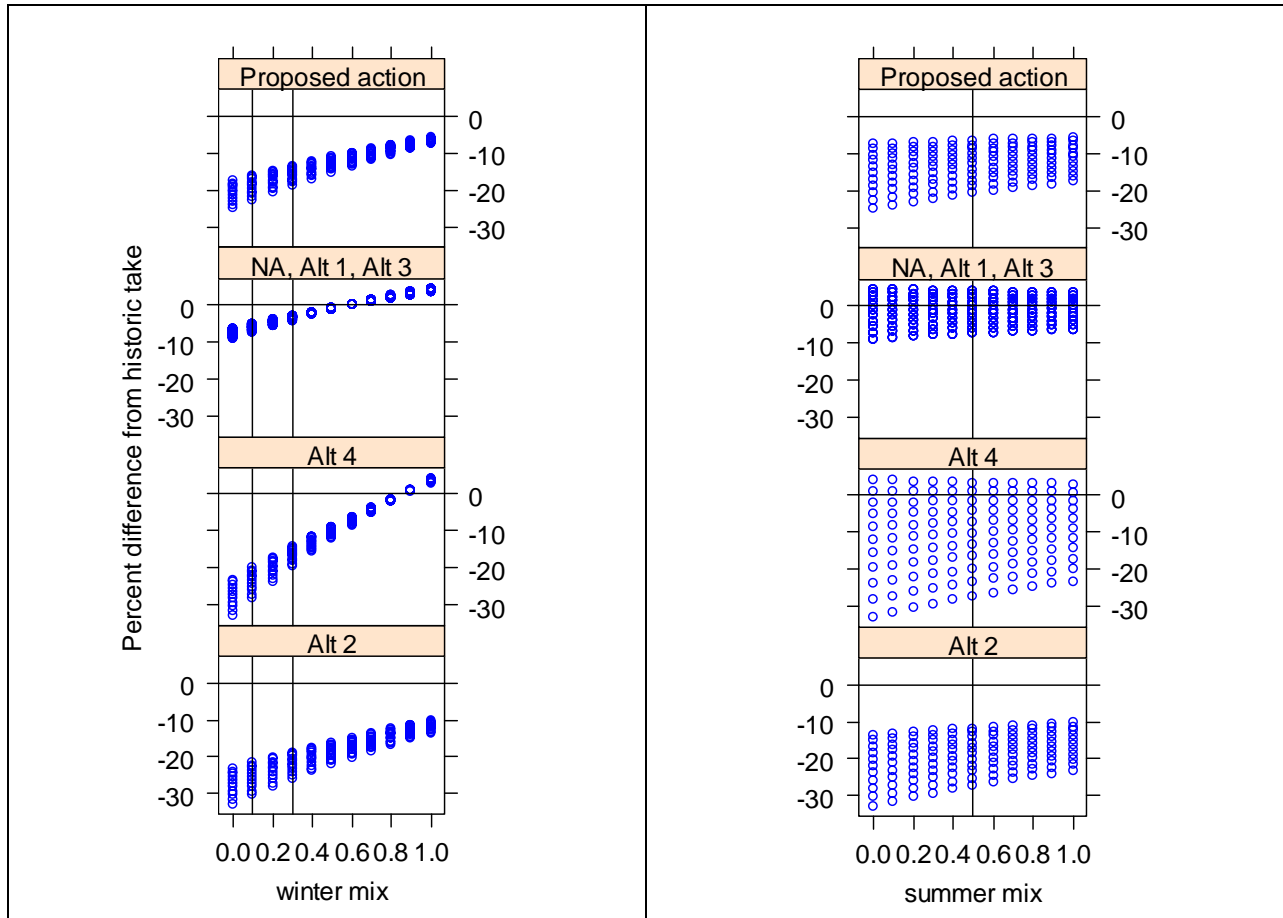 Proposed action
0
-10
-20
-30
NA, Alt 1, Alt 3
0
-10
-20
-30
Alt 4
0
-10
-20
-30
Alt 2
0
-10
-20
-30
0.0 0.2 0.4 0.6 0.8 1.0
winter mix
Percent difference from historic take
Proposed action
0
-10
-20
-30
NA, Alt 1, Alt 3
0
-10
-20
-30
Alt 4
0
-10
-20
-30
Alt 2
0
-10
-20
-30
0.0 0.2 0.4 0.6 0.8 1.0
summer mix